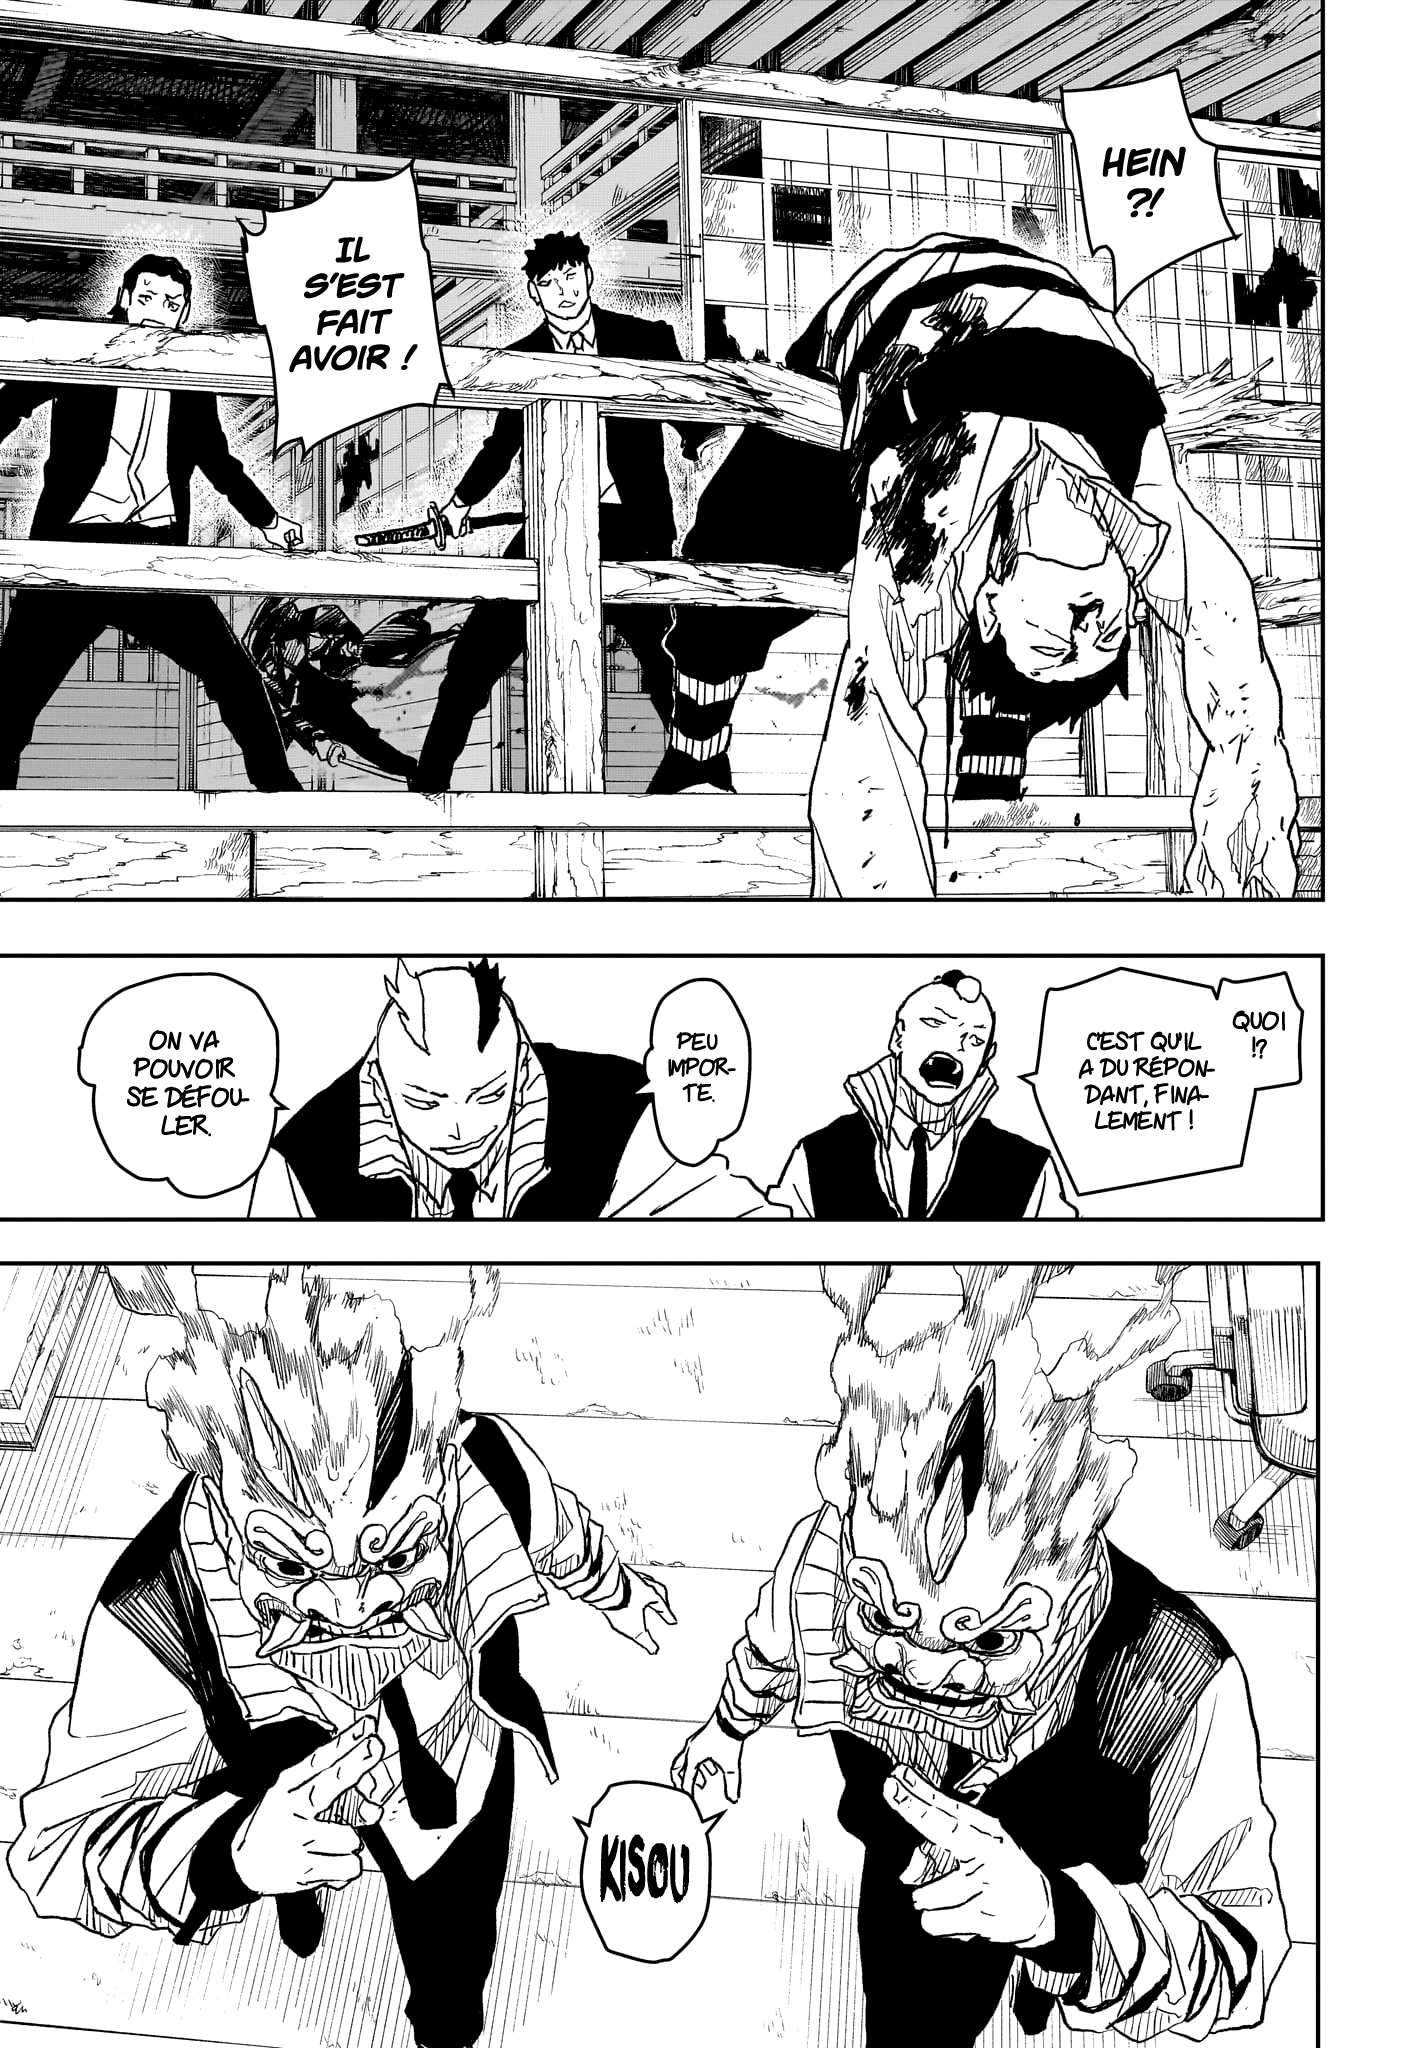 HEIN
?!
IL
S'EST
FAIT
AVOIR !
QUOI
!?
C'EST QU'IL
A DU RÉPON-
DANT, FINA-
LEMENT !
PEU
IMPOR-
TE.
ON VA
POUVOIR
SE DÉFOU-
LER.
KISOU